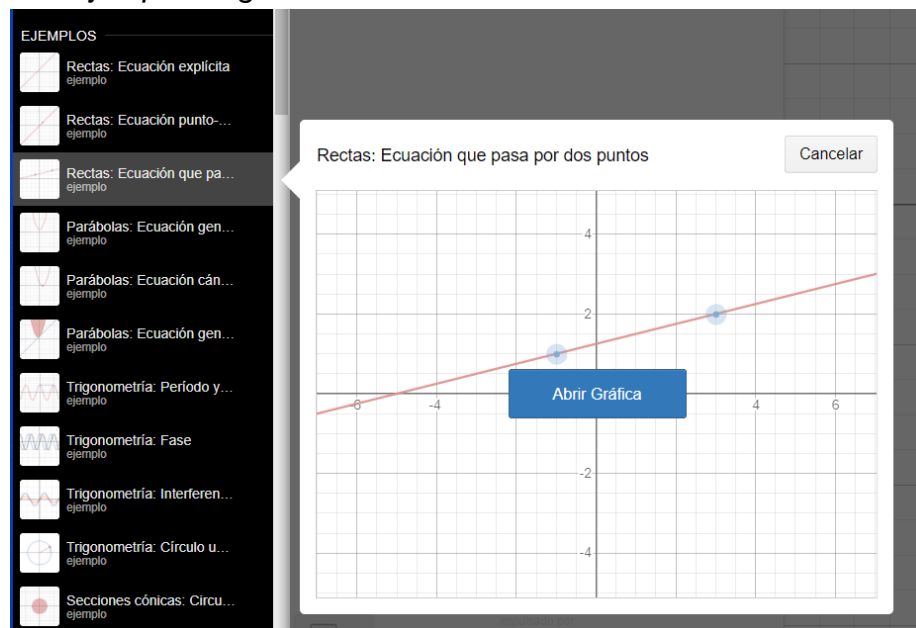 EJEMPLOS
Rectas: Ecuación explícita
ejemplo
Rectas: Ecuación punto-...
ejemplo
Rectas: Ecuación que pa...
ejemplo
Parábolas: Ecuación gen...
ejemplo
Parábolas: Ecuación cán...
ejemplo
Parábolas: Ecuación gen...
ejemplo
Trigonometría: Período y...
ejemplo
Trigonometría: Fase
ejemplo
Trigonometría: Interferen...
ejemplo
Trigonometría: Círculo u...
ejemplo
Secciones cónicas: Circu...
ejemplo
Rectas: Ecuación que pasa por dos puntos
Cancelar
4
2
Abrir Gráfica
-6 -4 4 6
-2
-4
impulsado por